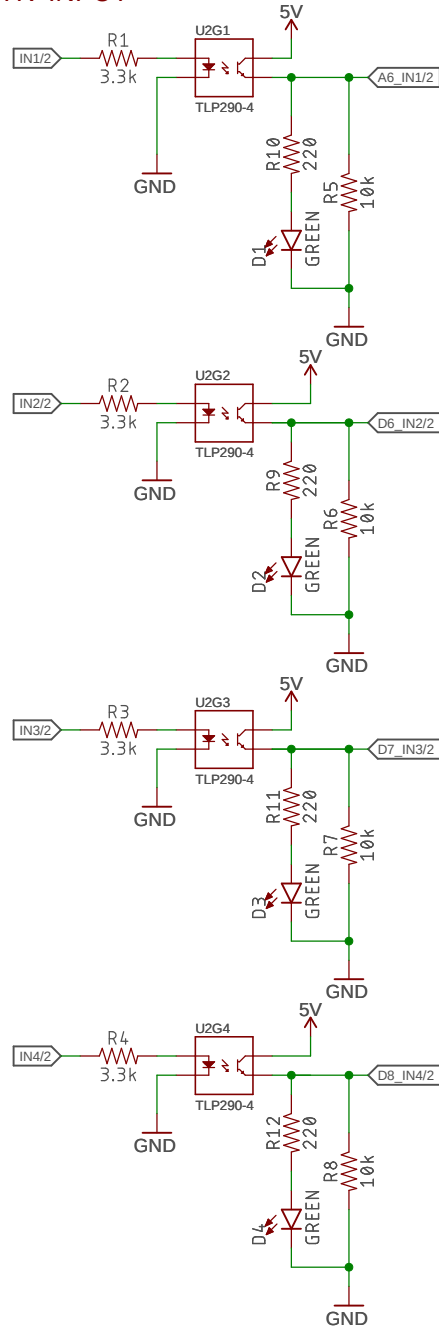 U2G1
5V
R1
IN1/2
3.3k
A6_IN1/2
TLP290-4
GND
R10
220
R5
10k
D1
GREEN
GND
U2G2
5V
R2
IN2/2
3.3k
D6_IN2/2
TLP290-4
GND
R9
220
R6
10k
D2
GREEN
GND
U2G3
5V
R3
IN3/2
3.3k
D7_IN3/2
TLP290-4
GND
R11
220
R7
10k
D3
GREEN
GND
U2G4
5V
R4
IN4/2
3.3k
D8_IN4/2
TLP290-4
GND
R12
220
R8
10k
D4
GREEN
GND